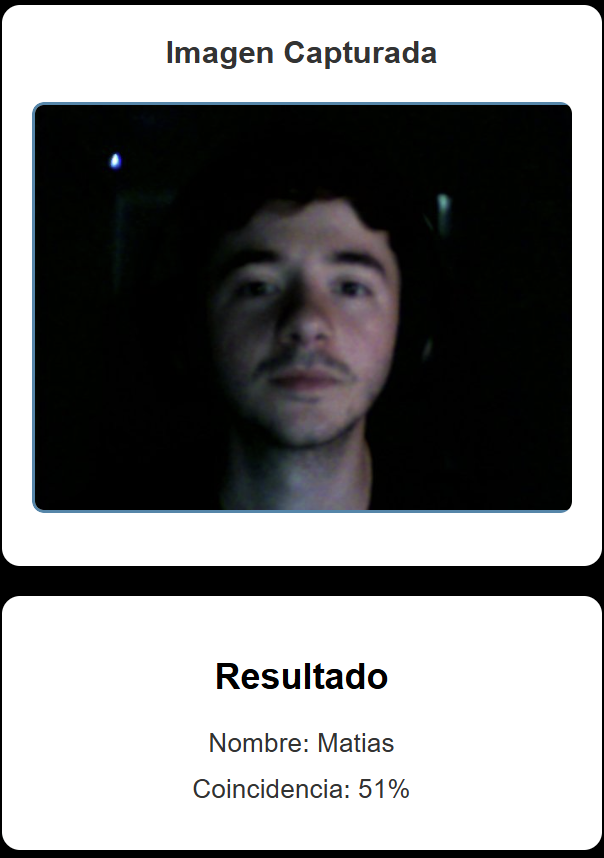 Imagen Capturada
Resultado
Nombre: Matias
Coincidencia: 51%